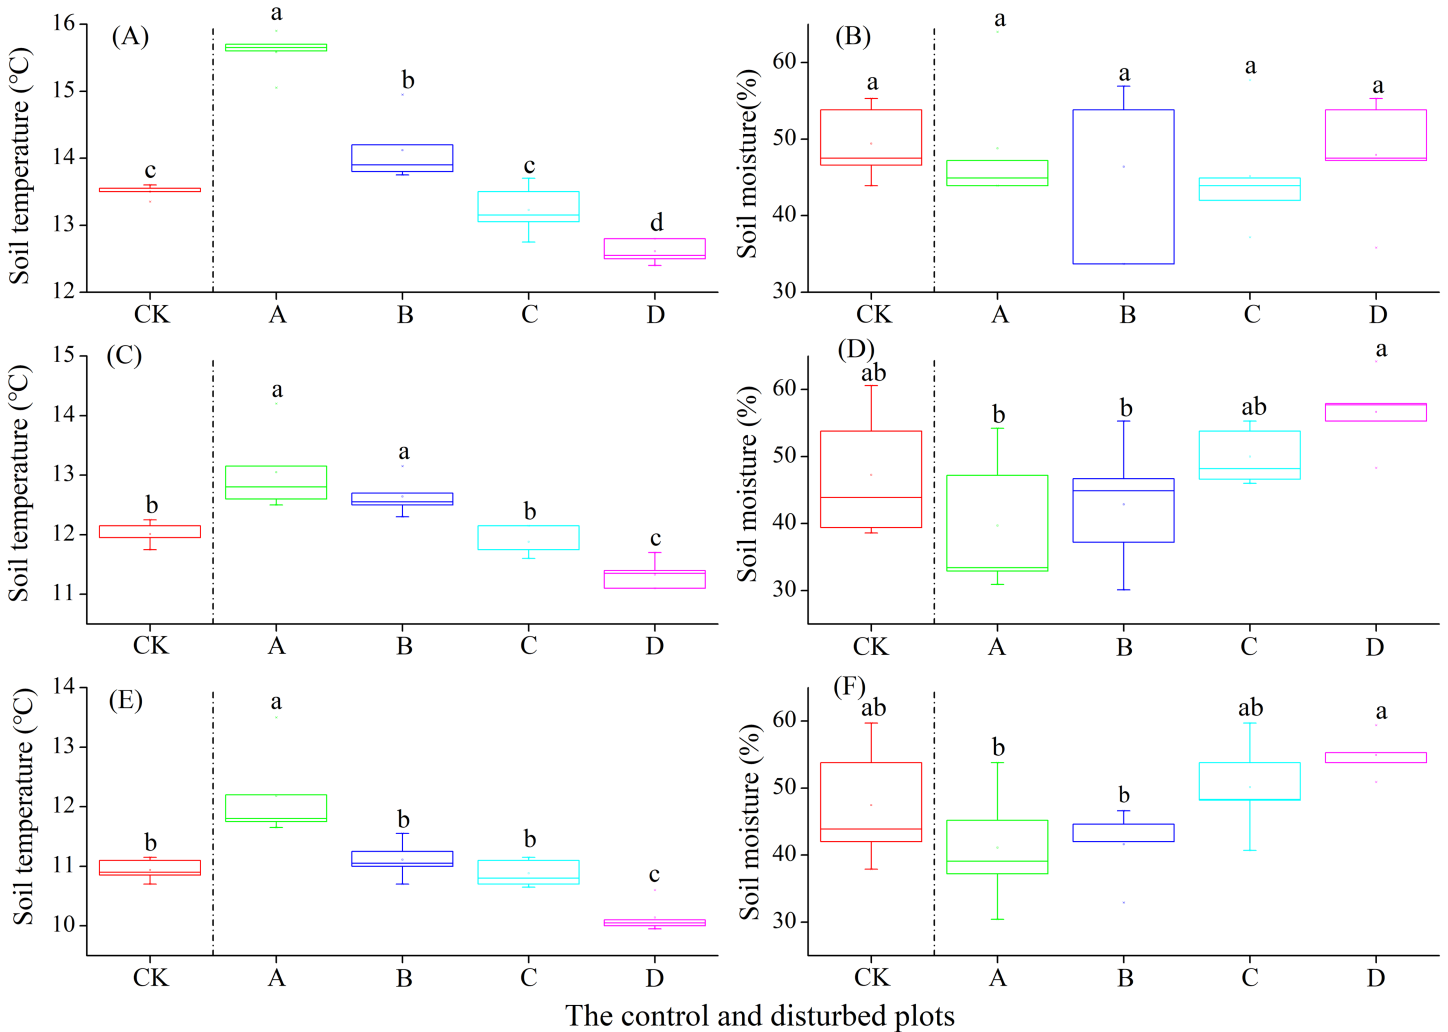 (A)
Soil temperature (°C)
16
15
14
13
12
c
a
b
c
d
CK A B C D
(B)
Soil moisture(%)
60
50
40
30
a
a
a
a
a
CK A B C D
(C)
Soil temperature (°C)
15
14
13
12
11
b
a
a
b
c
CK A B C D
(D)
Soil moisture (%)
60
50
40
30
ab
b
b
ab
a
CK A B C D
(E)
Soil temperature (°C)
14
13
12
11
10
b
a
b
b
c
CK A B C D
(F)
Soil moisture (%)
60
50
40
30
ab
b
b
ab
a
CK A B C D
The control and disturbed plots